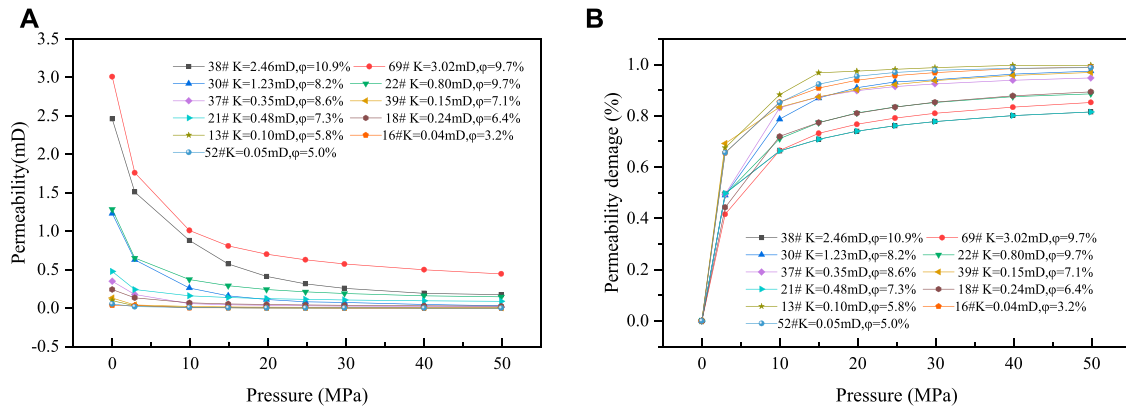 A
3.5
3.0
2.5
2.0
1.5
1.0
0.5
0.0
-0.5
Permeability(mD)
38# K=2.46mD,φ=10.9% 69# K=3.02mD,φ=9.7%
30# K=1.23mD,φ=8.2% 22# K=0.80mD,φ=9.7%
37# K=0.35mD,φ=8.6% 39# K=0.15mD,φ=7.1%
21# K=0.48mD,φ=7.3% 18# K=0.24mD,φ=6.4%
13# K=0.10mD,φ=5.8% 16#K=0.04mD,φ=3.2%
52#K=0.05mD,φ=5.0%
0 10 20 30 40 50
Pressure (MPa)
B
1.0
0.8
0.6
0.4
0.2
0.0
Permeability demage (%)
38# K=2.46mD,φ=10.9% 69# K=3.02mD,φ=9.7%
30# K=1.23mD,φ=8.2% 22# K=0.80mD,φ=9.7%
37# K=0.35mD,φ=8.6% 39# K=0.15mD,φ=7.1%
21# K=0.48mD,φ=7.3% 18# K=0.24mD,φ=6.4%
13# K=0.10mD,φ=5.8% 16#K=0.04mD,φ=3.2%
52#K=0.05mD,φ=5.0%
0 10 20 30 40 50
Pressure (MPa)